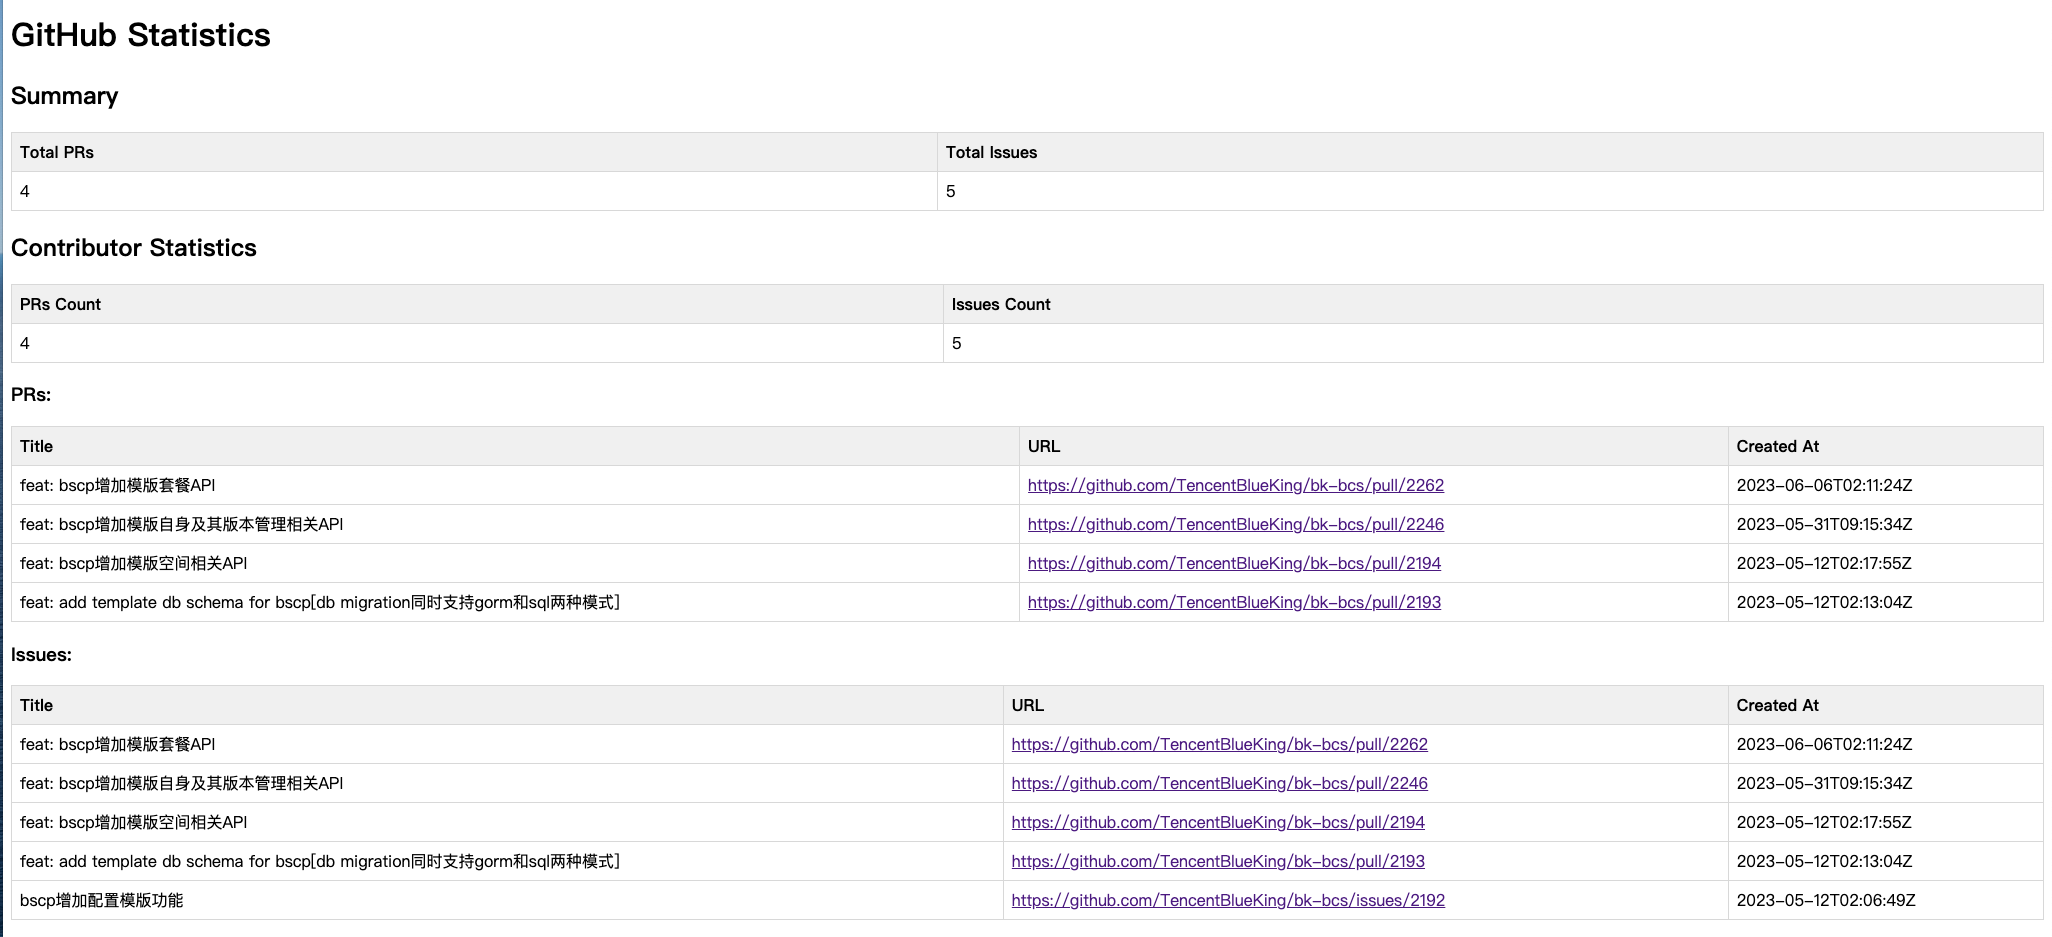 GitHub Statistics
Summary
Total PRs Total Issues
4 5
Contributor Statistics
PRs Count Issues Count
4 5
PRs:
Title URL Created At
feat: bscp增加模版套餐API https://github.com/TencentBlueKing/bk-bcs/pull/2262 2023-06-06T02:11:24Z
feat: bscp增加模版自身及其版本管理相关API https://github.com/TencentBlueKing/bk-bcs/pull/2246 2023-05-31T09:15:34Z
feat: bscp增加模版空间相关API https://github.com/TencentBlueKing/bk-bcs/pull/2194 2023-05-12T02:17:55Z
feat: add template db schema for bscp[db migration同时支持gorm和sql两种模式] https://github.com/TencentBlueKing/bk-bcs/pull/2193 2023-05-12T02:13:04Z
Issues:
Title URL Created At
feat: bscp增加模版套餐API https://github.com/TencentBlueKing/bk-bcs/pull/2262 2023-06-06T02:11:24Z
feat: bscp增加模版自身及其版本管理相关API https://github.com/TencentBlueKing/bk-bcs/pull/2246 2023-05-31T09:15:34Z
feat: bscp增加模版空间相关API https://github.com/TencentBlueKing/bk-bcs/pull/2194 2023-05-12T02:17:55Z
feat: add template db schema for bscp[db migration同时支持gorm和sql两种模式] https://github.com/TencentBlueKing/bk-bcs/pull/2193 2023-05-12T02:13:04Z
bscp增加配置模版功能 https://github.com/TencentBlueKing/bk-bcs/issues/2192 2023-05-12T02:06:49Z